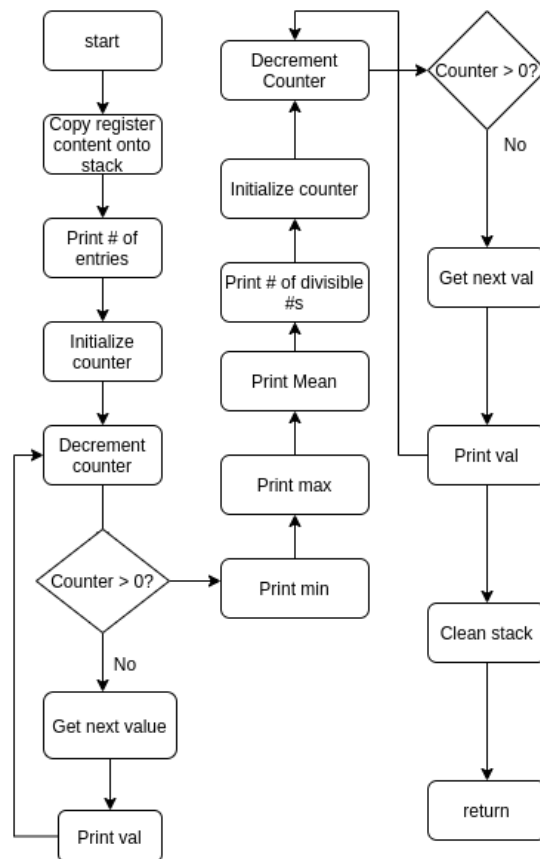 start
Copy register
content onto
stack
Print # of
entries
Initialize
counter
Decrement
counter
Counter > 0?
No
Get next value
Print val
Decrement
Counter
Initialize counter
Print # of divisible
#s
Print Mean
Print max
Print min
Counter > 0?
No
Get next val
Print val
Clean stack
return